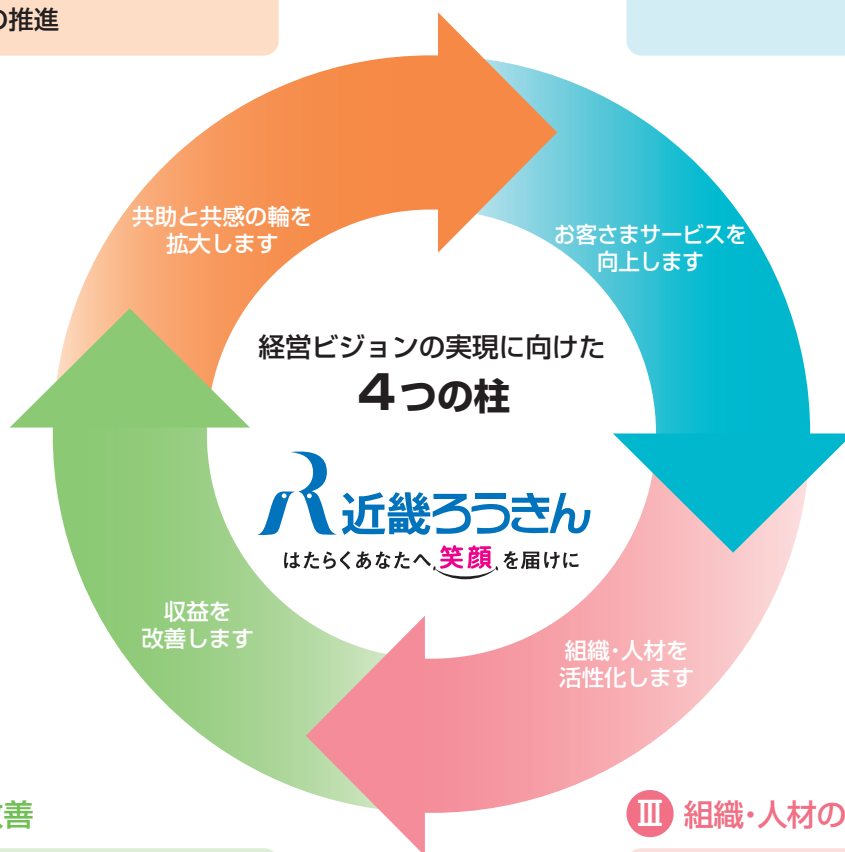 の推進
共助と共感の輪を
拡大します
お客さまサービスを
向上します
経営ビジョンの実現に向けた
4つの柱
近畿ろうきん
はたらくあなたへ笑顔を届けに
収益を
改善します
組織・人材を
活性化します
善
Ⅲ 組織・人材の